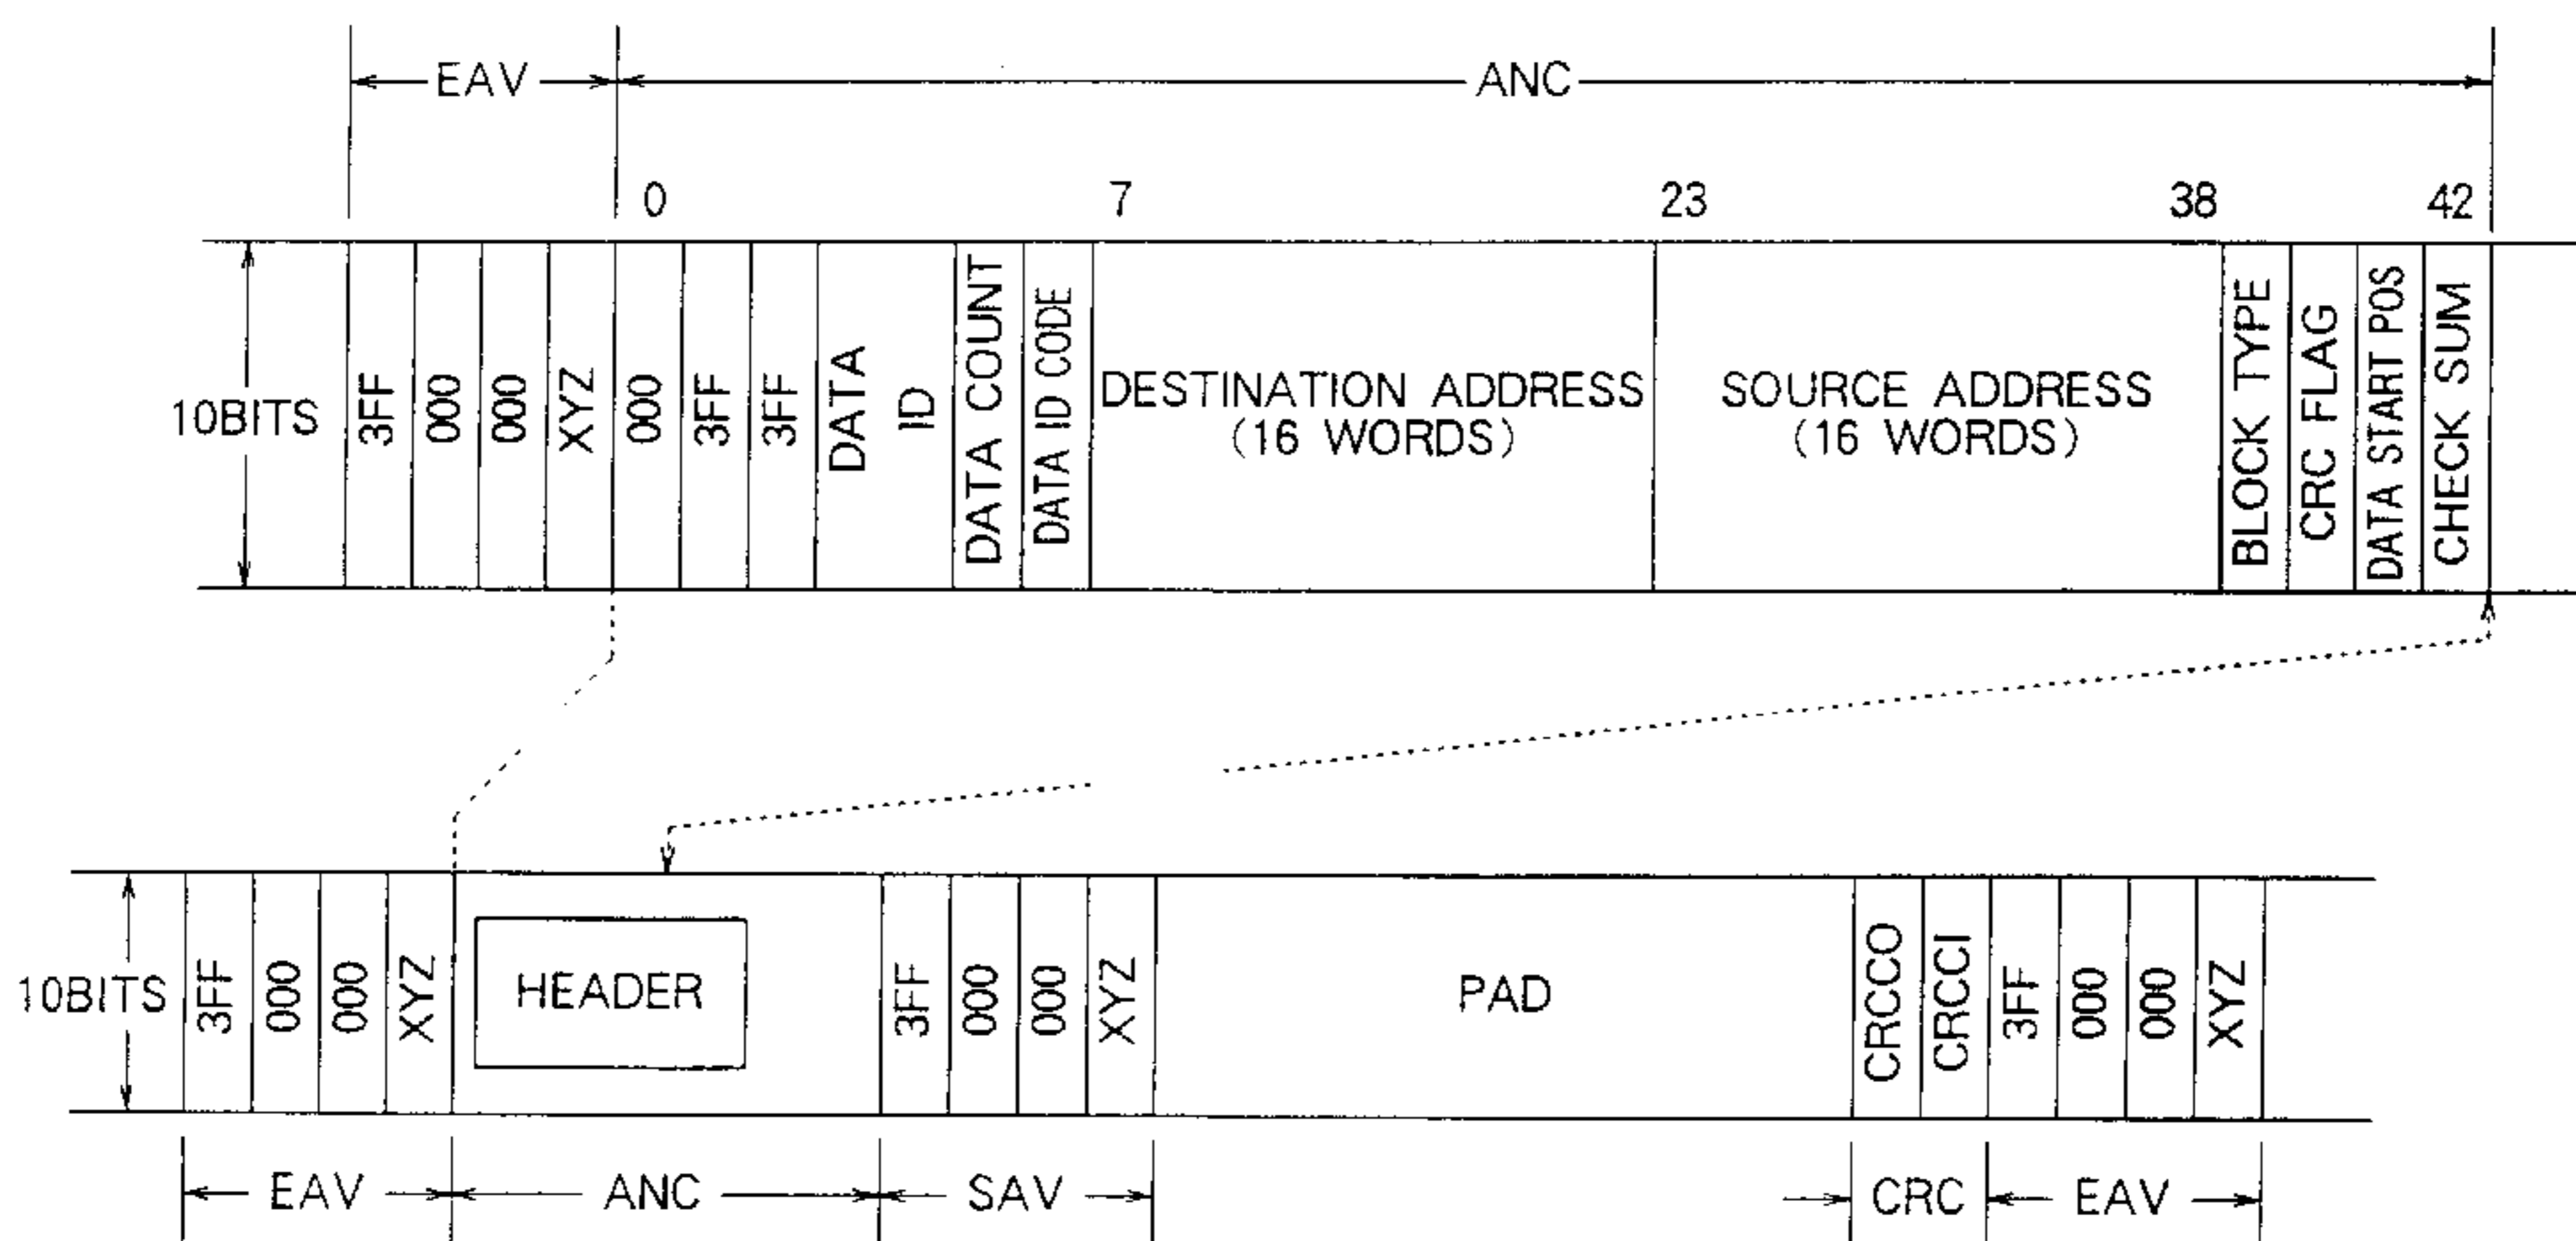 EAV ANC
0 7 23 38 42
10BITS
3FF
000
000
XYZ
000
3FF
3FF
DATA
ID
DATA COUNT
DATA ID CODE
DESTINATION ADDRESS
(16 WORDS)
SOURCE ADDRESS
(16 WORDS)
BLOCK TYPE
CRC FLAG
DATA START POS
CHECK SUM
10BITS
3FF
000
000
XYZ
HEADER
3FF
000
000
XYZ
PAD
CRCCO
CRCCI
3FF
000
000
XYZ
EAV ANC SAV CRC EAV